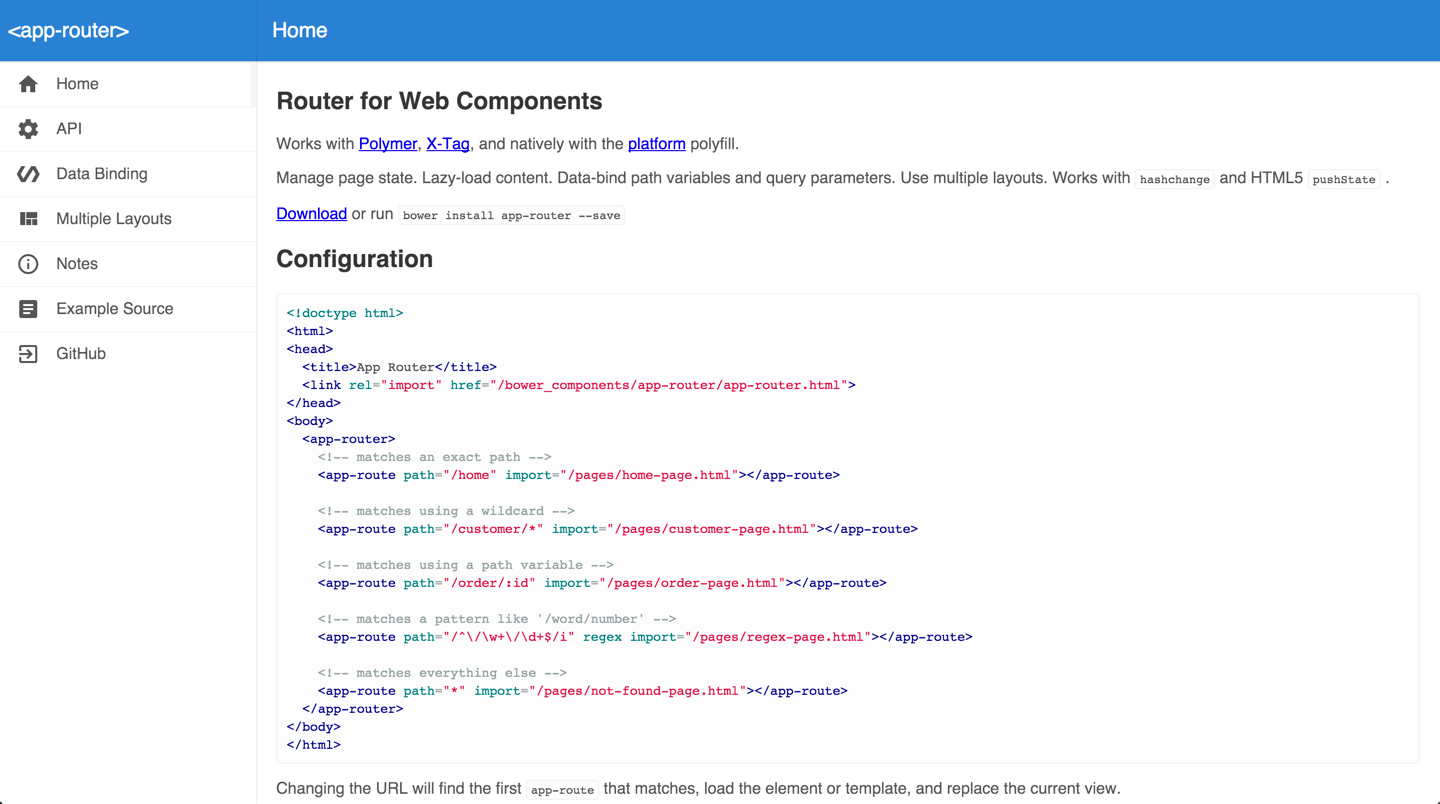 <app-router>
Home
Home
API
Data Binding
Multiple Layouts
Notes
Example Source
GitHub
Router for Web Components
Works with Polymer, X-Tag, and natively with the platform polyfill.
Manage page state. Lazy-load content. Data-bind path variables and query parameters. Use multiple layouts. Works with hashchange and HTML5 pushState .
Download or run bower install app-router --save
Configuration
<!doctype html>
<html>
<head>
  <title>App Router</title>
  <link rel="import" href="/bower_components/app-router/app-router.html">
</head>
<body>
  <app-router>
    <!-- matches an exact path -->
    <app-route path="/home" import="/pages/home-page.html"></app-route>

    <!-- matches using a wildcard -->
    <app-route path="/customer/*" import="/pages/customer-page.html"></app-route>

    <!-- matches using a path variable -->
    <app-route path="/order/:id" import="/pages/order-page.html"></app-route>

    <!-- matches a pattern like '/word/number' -->
    <app-route path="/^\/\w+\/\d+$/i" regex import="/pages/regex-page.html"></app-route>

    <!-- matches everything else -->
    <app-route path="*" import="/pages/not-found-page.html"></app-route>
  </app-router>
</body>
</html>
Changing the URL will find the first app-route that matches, load the element or template, and replace the current view.